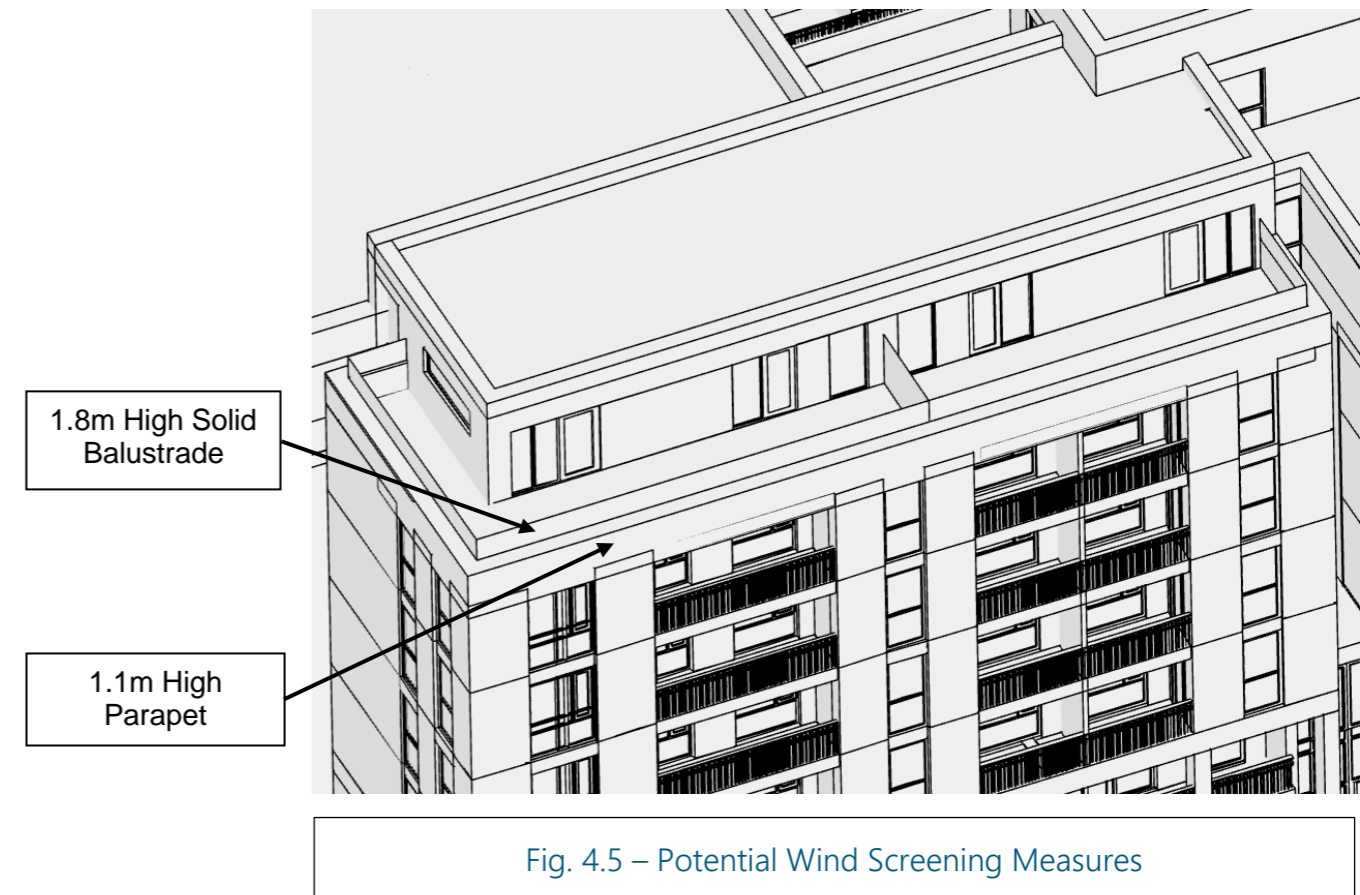 1.8m High Solid
Balustrade
1.1m High
Parapet
Fig. 4.5 – Potential Wind Screening Measures